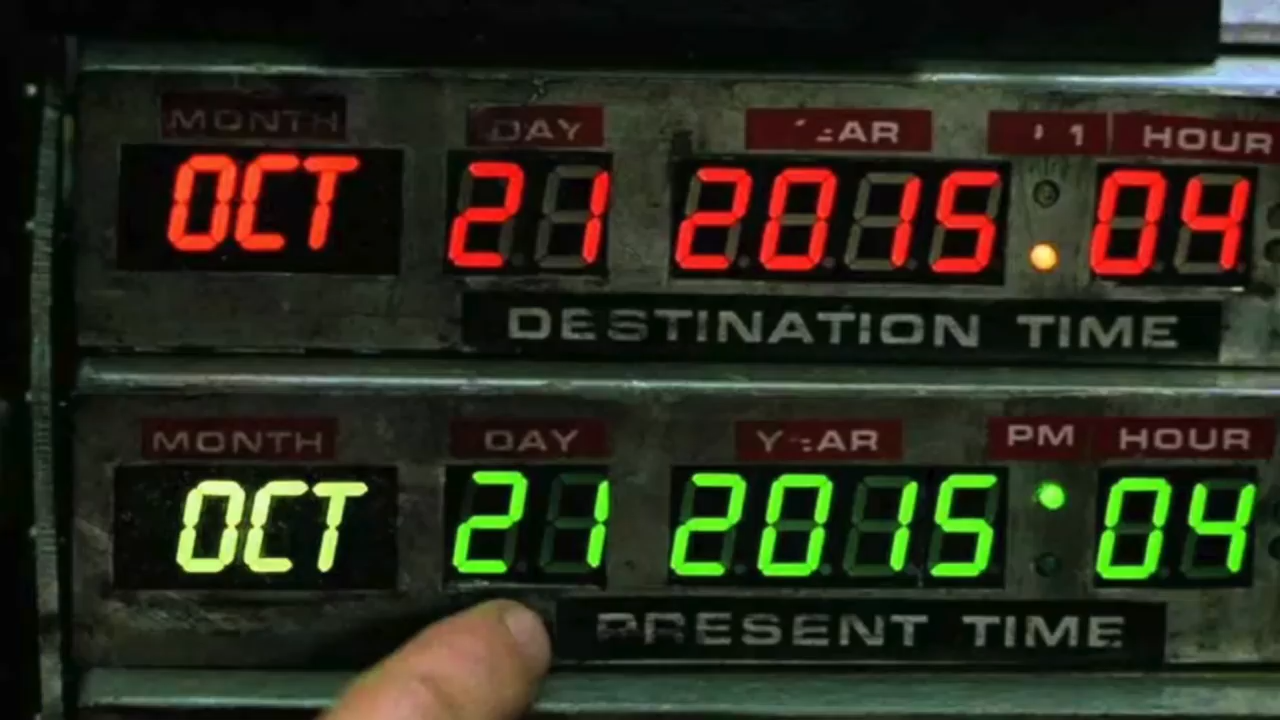 MONTH DAY HOUR
OCT 21 2015 04
DESTINATION TIME
MONTH DAY PM HOUR
OCT 21 2015 04
PRESENT TIME